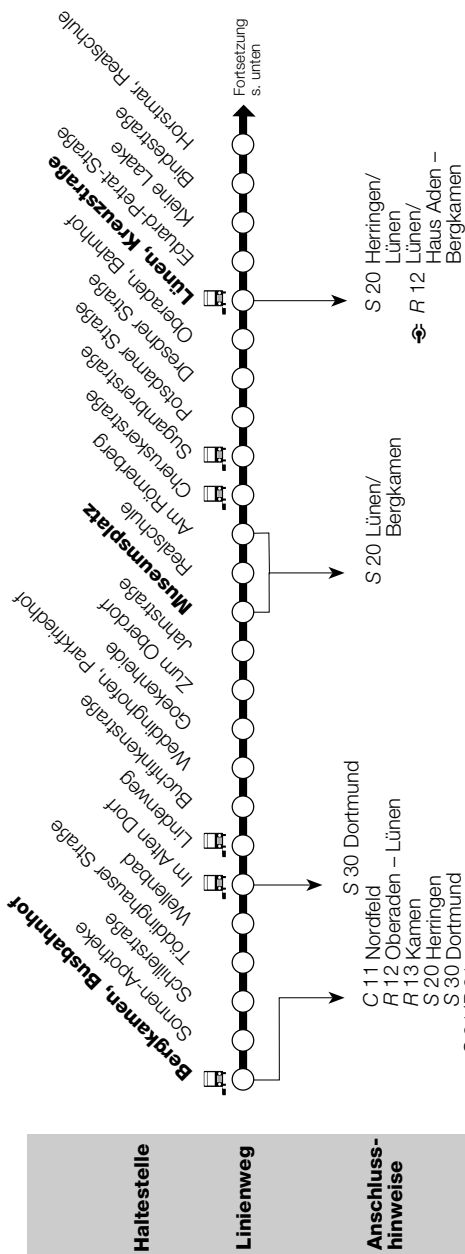 Haltestelle
Bergkamen, Busbahnhof
Sonnen-Apotheke
Schillerstraße
Töddinghauser Straße
Wellenbad
Im Alten Dorf
Lindenweg
Buchfinkenstraße
Weddinghofen, Parkfriedhof
Goekenheide
Zum Oberdorf
Jahnstraße
Museumsplatz
Realschule
Am Römerberg
Cheruskerstraße
Sugambrerstraße
Potsdamer Straße
Dresdner Straße
Oberaden, Bahnhof
Lünen, Kreuzstraße
Eduard-Petrat-Straße
Kleine Laake
Bindestraße
Horstmar, Realschule
Linienweg
Fortsetzung
s. unten
Anschluss-
hinweise
C 11 Nordfeld
R 12 Oberaden – Lünen
R 13 Kamen
S 20 Herringen
S 30 Dortmund
S 30 Dortmund
S 20 Lünen/
Bergkamen
S 20 Herringen/
Lünen
R 12 Lünen/
Haus Aden –
Bergkamen